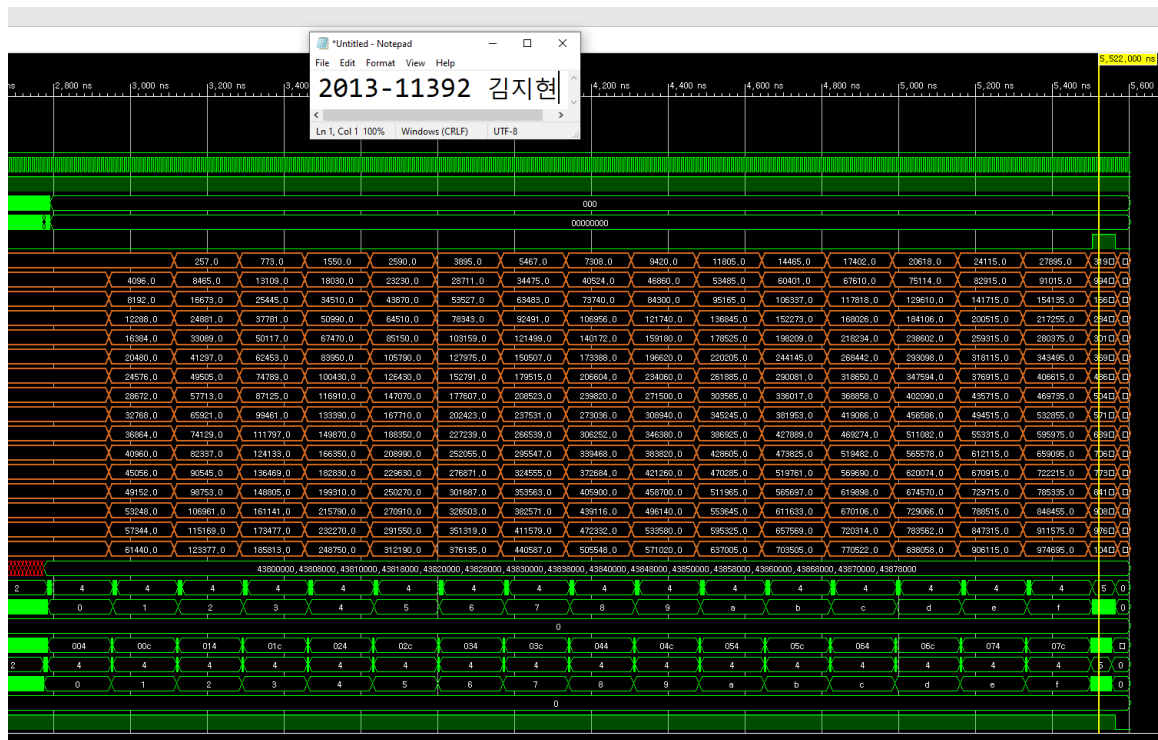 *Untitled - Notepad
File Edit Format View Help
2013-11392 김지현
Ln 1, Col 1 100% Windows (CRLF) UTF-8
5,522,000 ns
ns 2,800 ns 3,000 ns 3,200 ns 3,400 4,200 ns 4,400 ns 4,600 ns 4,800 ns 5,000 ns 5,200 ns 5,400 ns 5,600
000
00000000
257,0 773,0 1550,0 2590,0 3895,0 5467,0 7308,0 9420,0 11805,0 14465,0 17402,0 20618,0 24115,0 27895,0
4096,0 8465,0 13109,0 18030,0 23230,0 28711,0 34475,0 40524,0 46860,0 53485,0 60401,0 67610,0 75114,0 82915,0 91015,0
8192,0 16673,0 25445,0 34510,0 43870,0 53527,0 63483,0 73740,0 84300,0 95165,0 106337,0 117818,0 129610,0 141715,0 154135,0
12288,0 24881,0 37781,0 50990,0 64510,0 78343,0 92491,0 106956,0 121740,0 136845,0 152273,0 168026,0 184106,0 200515,0 217255,0
16384,0 33089,0 50117,0 67470,0 85150,0 103159,0 121499,0 140172,0 159180,0 178525,0 198209,0 218234,0 238602,0 259315,0 280375,0
20480,0 41297,0 62453,0 83950,0 105790,0 127975,0 150507,0 173388,0 196620,0 220205,0 244145,0 268442,0 293098,0 318115,0 343495,0
24576,0 49505,0 74789,0 100430,0 126430,0 152791,0 179515,0 206604,0 234060,0 261885,0 290081,0 318650,0 347594,0 376915,0 406615,0
28672,0 57713,0 87125,0 116910,0 147070,0 177607,0 208523,0 239820,0 271500,0 303565,0 336017,0 368858,0 402090,0 435715,0 469735,0
32768,0 65921,0 99461,0 133390,0 167710,0 202423,0 237531,0 273036,0 308940,0 345245,0 381953,0 419066,0 456586,0 494515,0 532855,0
36864,0 74129,0 111797,0 149870,0 188350,0 227239,0 266539,0 306252,0 346380,0 386925,0 427889,0 469274,0 511082,0 553315,0 595975,0
40960,0 82337,0 124133,0 166350,0 208990,0 252055,0 295547,0 339468,0 383820,0 428605,0 473825,0 519482,0 565578,0 612115,0 659095,0
45056,0 90545,0 136469,0 182830,0 229630,0 276871,0 324555,0 372684,0 421260,0 470285,0 519761,0 569690,0 620074,0 670915,0 722215,0
49152,0 98753,0 148805,0 199310,0 250270,0 301687,0 353563,0 405900,0 458700,0 511965,0 565697,0 619898,0 674570,0 729715,0 785335,0
53248,0 106961,0 161141,0 215790,0 270910,0 326503,0 382571,0 439116,0 496140,0 553645,0 611633,0 670106,0 729066,0 788515,0 848455,0
57344,0 115169,0 173477,0 232270,0 291550,0 351319,0 411579,0 472332,0 533580,0 595325,0 657569,0 720314,0 783562,0 847315,0 911575,0
61440,0 123377,0 185813,0 248750,0 312190,0 376135,0 440587,0 505548,0 571020,0 637005,0 703505,0 770522,0 838058,0 906115,0 974695,0
43800000,43808000,43810000,43818000,43820000,43828000,43830000,43838000,43840000,43848000,43850000,43858000,43860000,43868000,43870000,43878000
2 4 4 4 4 4 4 4 4 4 4 4 4 4 4 4 4 5 0
0 1 2 3 4 5 6 7 8 9 a b c d e f 0
0
004 00c 014 01c 024 02c 034 03c 044 04c 054 05c 064 06c 074 07c
2 4 4 4 4 4 4 4 4 4 4 4 4 4 4 4 4 5 0
0 1 2 3 4 5 6 7 8 9 a b c d e f 0
0